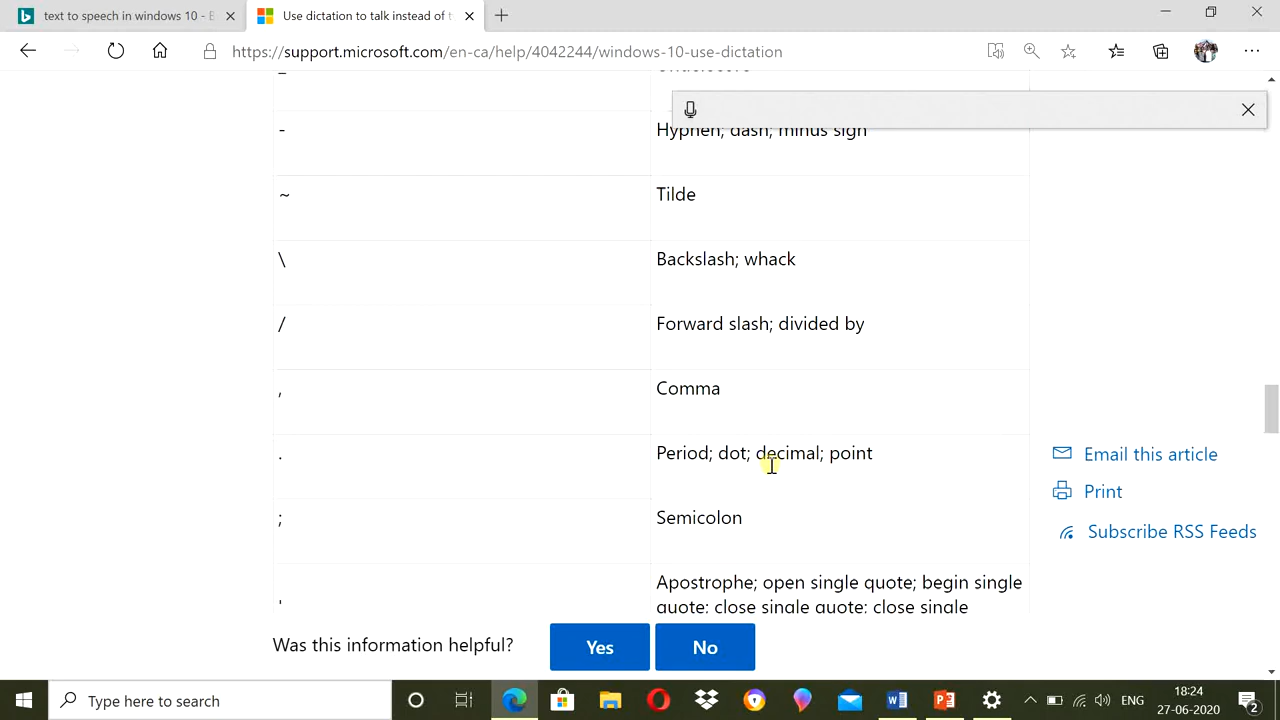 text to speech in windows 10 - B
Use dictation to talk instead of t
https://support.microsoft.com/en-ca/help/4042244/windows-10-use-dictation
_
- Hyphen; dash; minus sign
~ Tilde
\ Backslash; whack
/ Forward slash; divided by
, Comma
. Period; dot; decimal; point
; Semicolon
' Apostrophe; open single quote; begin single
quote; close single quote; close single
Email this article
Print
Subscribe RSS Feeds
Was this information helpful? Yes No
Type here to search
ENG
18:24
27-06-2020
2